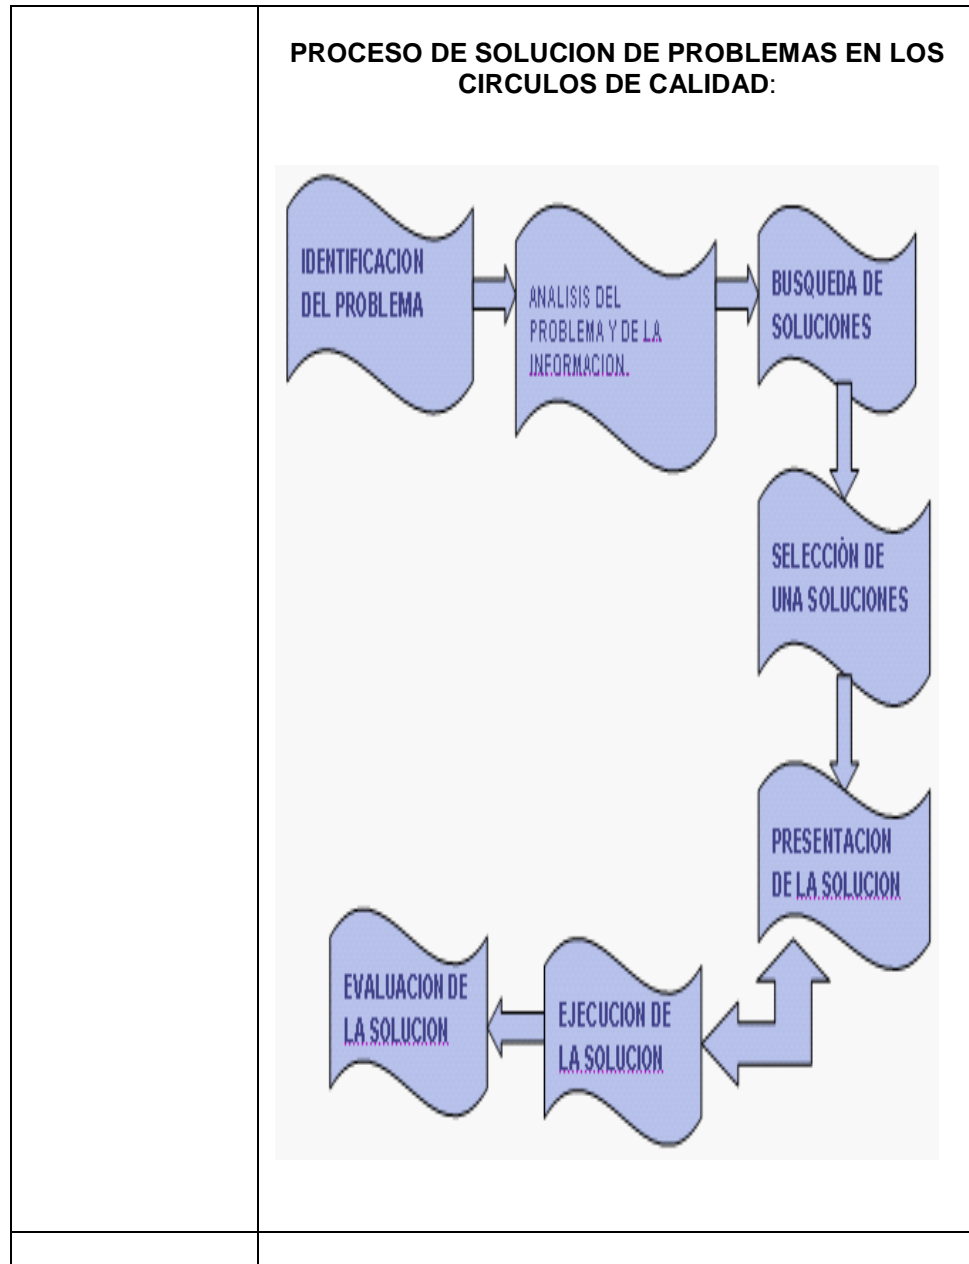 PROCESO DE SOLUCION DE PROBLEMAS EN LOS
CIRCULOS DE CALIDAD:
IDENTIFICACION
DEL PROBLEMA
ANALISIS DEL
PROBLEMA Y DE LA
INFORMACION.
BUSQUEDA DE
SOLUCIONES
SELECCIÒN DE
UNA SOLUCIONES
PRESENTACION
DE LA SOLUCION
EJECUCION DE
LA SOLUCION
EVALUACION DE
LA SOLUCION